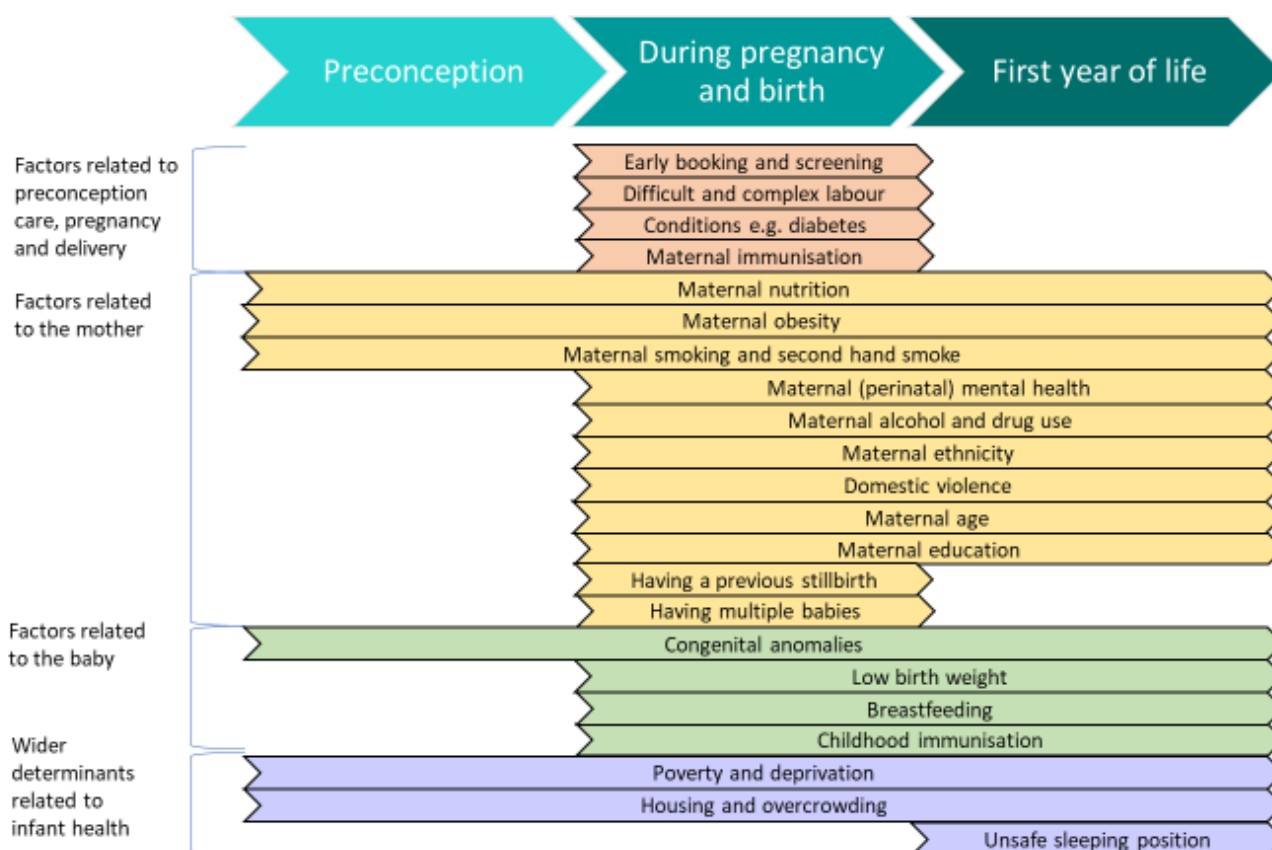 Preconception
During pregnancy
and birth
First year of life
Factors related to
preconception
care, pregnancy
and delivery
Early booking and screening
Difficult and complex labour
Conditions e.g. diabetes
Maternal immunisation
Factors related
to the mother
Maternal nutrition
Maternal obesity
Maternal smoking and second hand smoke
Maternal (perinatal) mental health
Maternal alcohol and drug use
Maternal ethnicity
Domestic violence
Maternal age
Maternal education
Having a previous stillbirth
Having multiple babies
Factors related
to the baby
Congenital anomalies
Low birth weight
Breastfeeding
Childhood immunisation
Wider
determinants
related to
infant health
Poverty and deprivation
Housing and overcrowding
Unsafe sleeping position